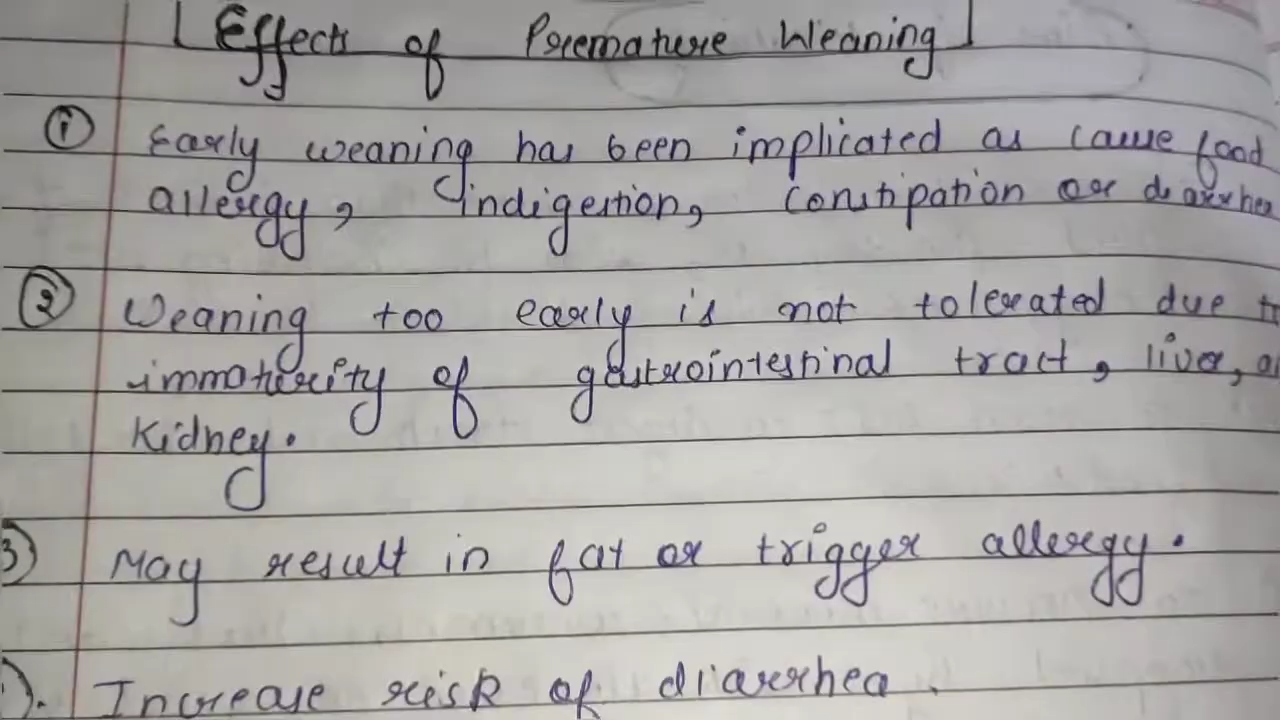 Effects of Premature Weaning
① Early weaning has been implicated as cause food
allergy, indigestion, constipation or diarrhea
② Weaning too early is not tolerated due
immaturity of gastrointestinal tract, liver,
Kidney.
3) May result in fat or trigger allergy.
). Increase risk of diarrhea.